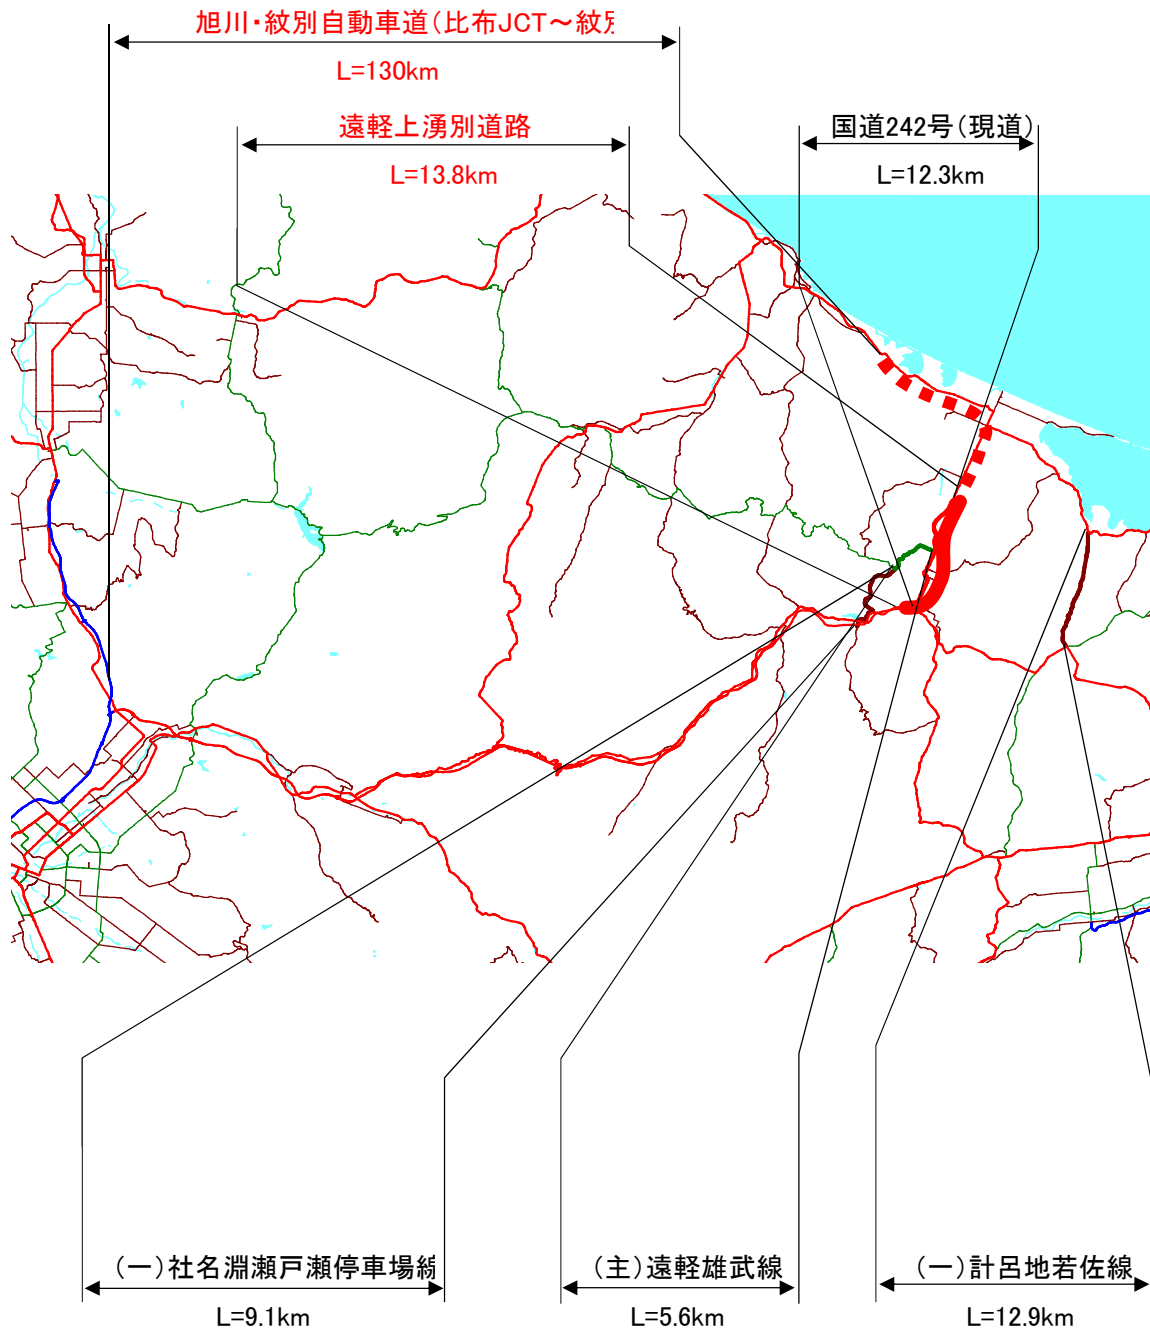 旭川・紋別自動車道(比布JCT～紋別
L=130km
遠軽上湧別道路
L=13.8km
国道242号(現道)
L=12.3km
(一)社名淵瀬戸瀬停車場線
L=9.1km
(主)遠軽雄武線
L=5.6km
(一)計呂地若佐線
L=12.9km